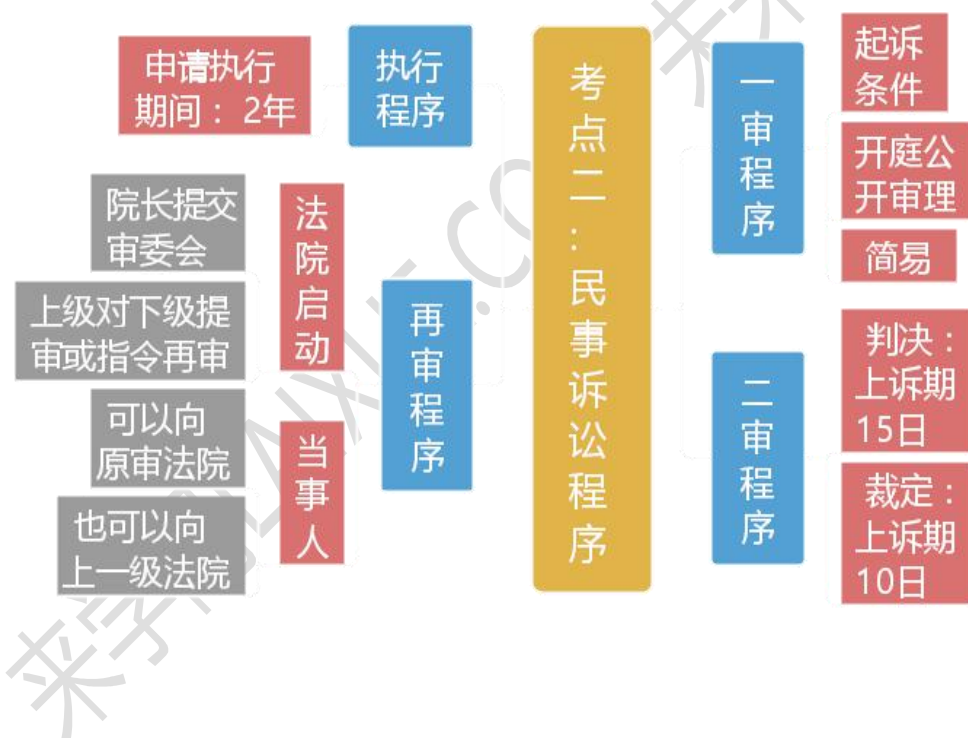 考点二：民事诉讼程序
一审程序
起诉
条件
开庭公
开审理
简易
二审程序
判决：
上诉期
15日
裁定：
上诉期
10日
执行
程序
申请执行
期间：2年
再审程序
法院启动
院长提交
审委会
上级对下级提
审或指令再审
当事人
可以向
原审法院
也可以向
上一级法院